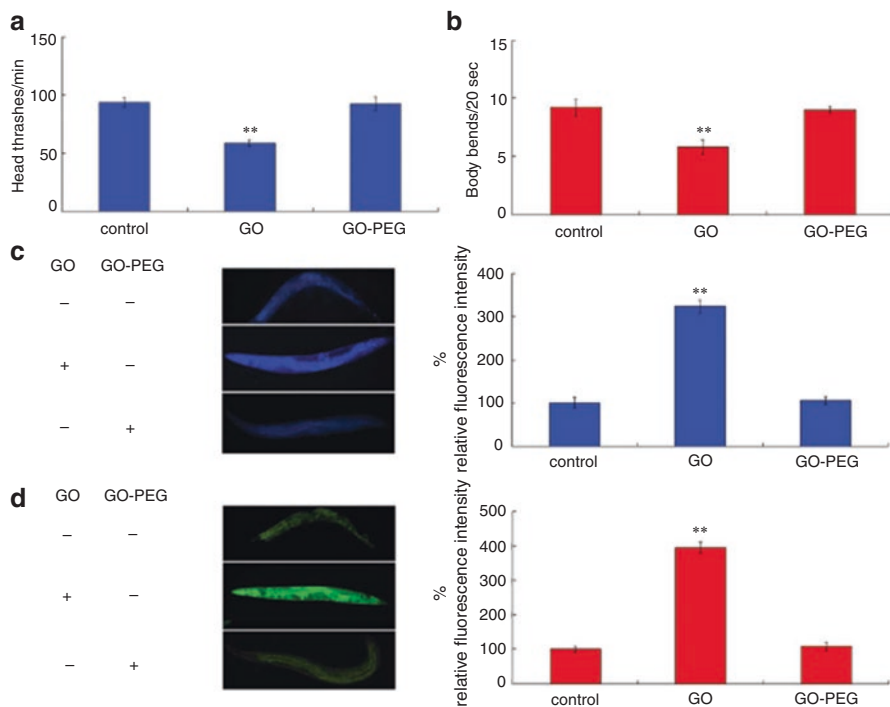 a
150
100
50
0
Head thrashes/min
**
control GO GO-PEG
b
15
10
5
0
Body bends/20 sec
**
control GO GO-PEG
c
GO GO-PEG
– –
+ –
– +
400
300
200
100
0
%
relative fluorescence intensity
**
control GO GO-PEG
d
GO GO-PEG
– –
+ –
– +
500
400
300
200
100
0
%
relative fluorescence intensity
**
control GO GO-PEG